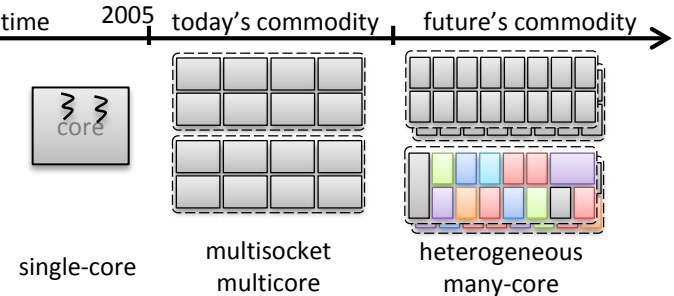 time 2005 today's commodity future's commodity
core
single-core
multisocket
multicore
heterogeneous
many-core